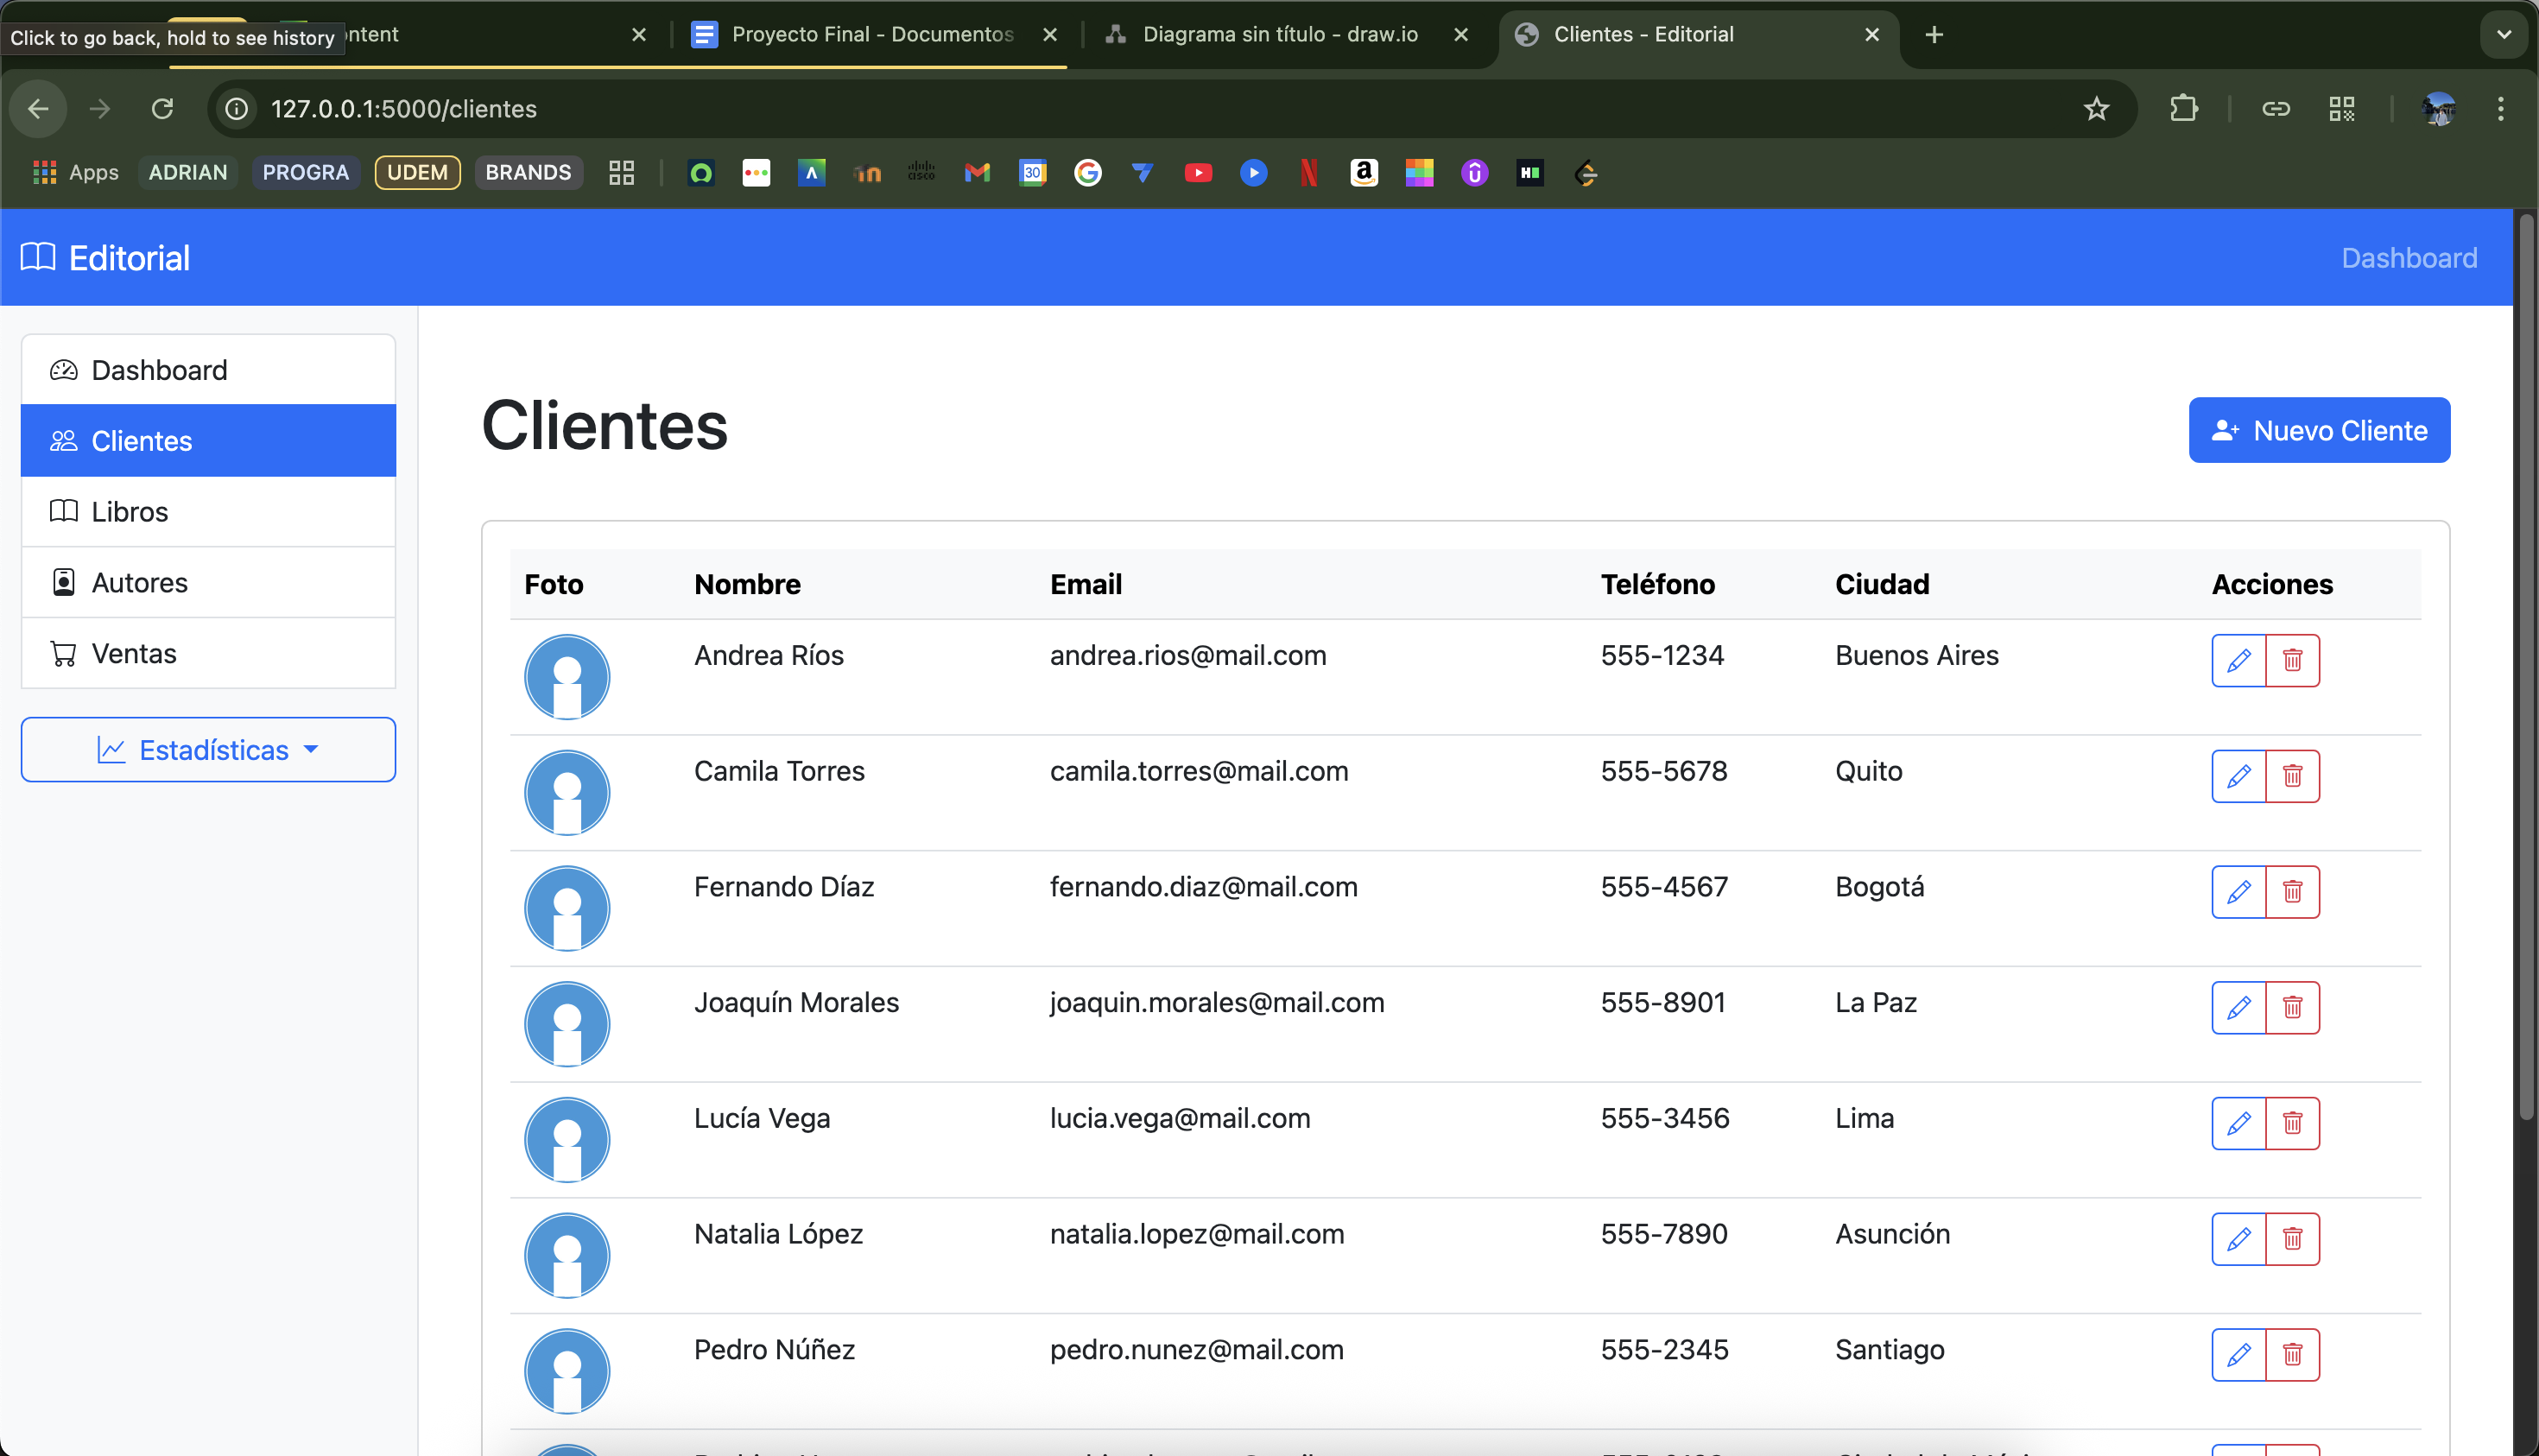 Click to go back, hold to see history
ntent
Proyecto Final - Documentos
Diagrama sin título - draw.io
Clientes - Editorial
127.0.0.1:5000/clientes
Apps
ADRIAN
PROGRA
UDEM
BRANDS
Editorial
Dashboard
Dashboard
Clientes
Libros
Autores
Ventas
Estadísticas
Clientes
Nuevo Cliente
Foto Nombre Email Teléfono Ciudad Acciones
Andrea Ríos andrea.rios@mail.com 555-1234 Buenos Aires
Camila Torres camila.torres@mail.com 555-5678 Quito
Fernando Díaz fernando.diaz@mail.com 555-4567 Bogotá
Joaquín Morales joaquin.morales@mail.com 555-8901 La Paz
Lucía Vega lucia.vega@mail.com 555-3456 Lima
Natalia López natalia.lopez@mail.com 555-7890 Asunción
Pedro Núñez pedro.nunez@mail.com 555-2345 Santiago